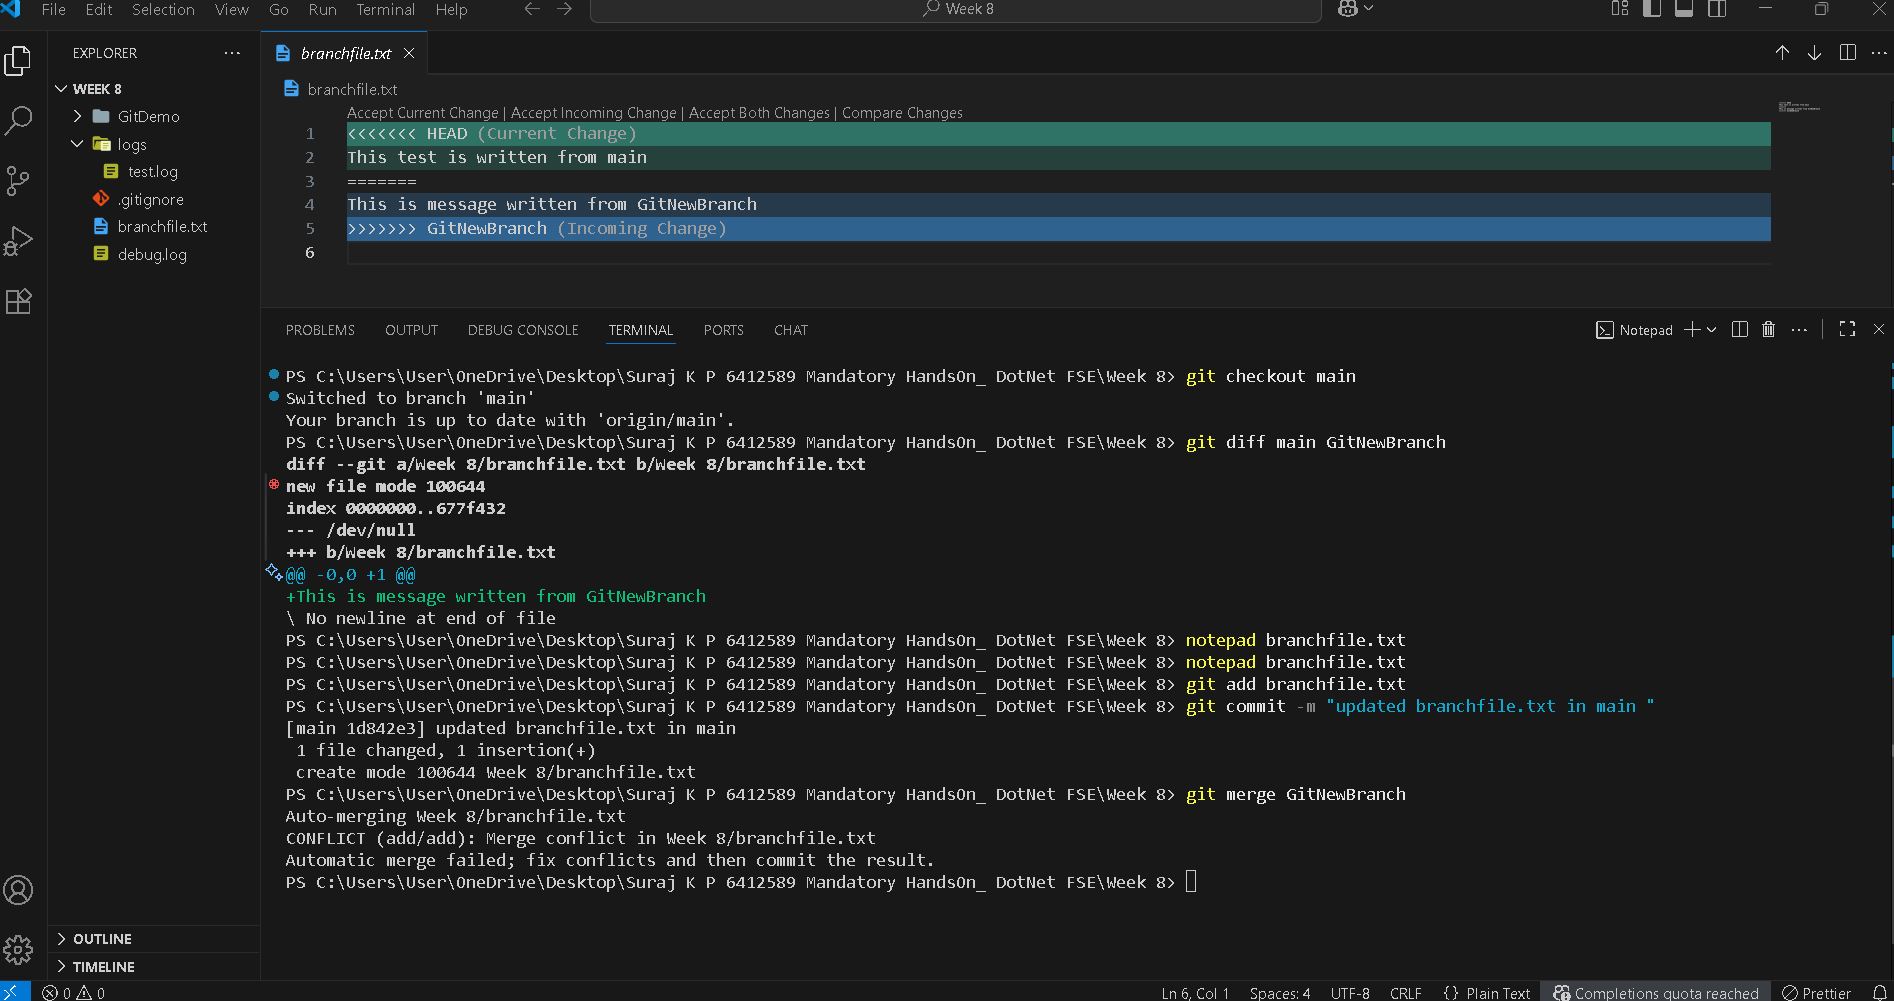 File Edit Selection View Go Run Terminal Help
Week 8
EXPLORER
WEEK 8
GitDemo
logs
test.log
.gitignore
branchfile.txt
debug.log
OUTLINE
TIMELINE
branchfile.txt
branchfile.txt
Accept Current Change | Accept Incoming Change | Accept Both Changes | Compare Changes
1 <<<<<<< HEAD (Current Change)
2 This test is written from main
3 =======
4 This is message written from GitNewBranch
5 >>>>>>> GitNewBranch (Incoming Change)
6
PROBLEMS OUTPUT DEBUG CONSOLE TERMINAL PORTS CHAT
Notepad
PS C:\Users\User\OneDrive\Desktop\Suraj K P 6412589 Mandatory HandsOn_ DotNet FSE\Week 8> git checkout main
Switched to branch 'main'
Your branch is up to date with 'origin/main'.
PS C:\Users\User\OneDrive\Desktop\Suraj K P 6412589 Mandatory HandsOn_ DotNet FSE\Week 8> git diff main GitNewBranch
diff --git a/Week 8/branchfile.txt b/Week 8/branchfile.txt
new file mode 100644
index 0000000..677f432
--- /dev/null
+++ b/Week 8/branchfile.txt
@@ -0,0 +1 @@
+This is message written from GitNewBranch
\ No newline at end of file
PS C:\Users\User\OneDrive\Desktop\Suraj K P 6412589 Mandatory HandsOn_ DotNet FSE\Week 8> notepad branchfile.txt
PS C:\Users\User\OneDrive\Desktop\Suraj K P 6412589 Mandatory HandsOn_ DotNet FSE\Week 8> notepad branchfile.txt
PS C:\Users\User\OneDrive\Desktop\Suraj K P 6412589 Mandatory HandsOn_ DotNet FSE\Week 8> git add branchfile.txt
PS C:\Users\User\OneDrive\Desktop\Suraj K P 6412589 Mandatory HandsOn_ DotNet FSE\Week 8> git commit -m "updated branchfile.txt in main "
[main 1d842e3] updated branchfile.txt in main
1 file changed, 1 insertion(+)
create mode 100644 Week 8/branchfile.txt
PS C:\Users\User\OneDrive\Desktop\Suraj K P 6412589 Mandatory HandsOn_ DotNet FSE\Week 8> git merge GitNewBranch
Auto-merging Week 8/branchfile.txt
CONFLICT (add/add): Merge conflict in Week 8/branchfile.txt
Automatic merge failed; fix conflicts and then commit the result.
PS C:\Users\User\OneDrive\Desktop\Suraj K P 6412589 Mandatory HandsOn_ DotNet FSE\Week 8>
0 0 Ln 6, Col 1 Spaces: 4 UTF-8 CRLF {} Plain Text Completions quota reached Prettier